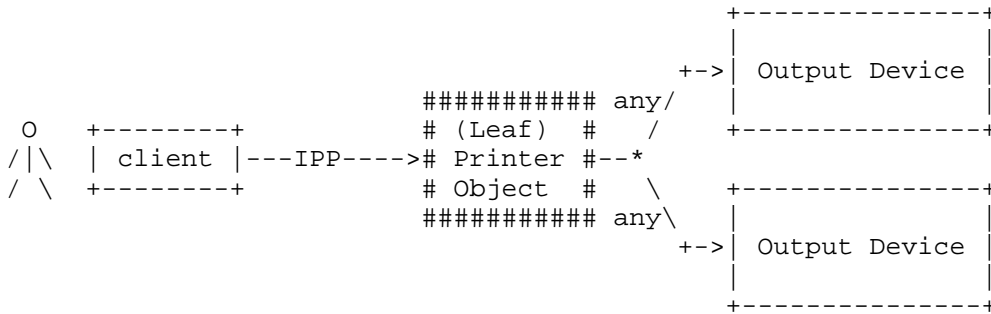 +---------------+
                                                          |               |
                                                       +->| Output Device |
                                  ########### any/        |               |
 O    +--------+                  # (Leaf)  #   /         +---------------+
/|\   | client |---IPP----># Printer #--*
/ \   +--------+                  # Object  #   \         +---------------+
                                  ########### any\        |               |
                                                       +->| Output Device |
                                                          |               |
                                                          +---------------+